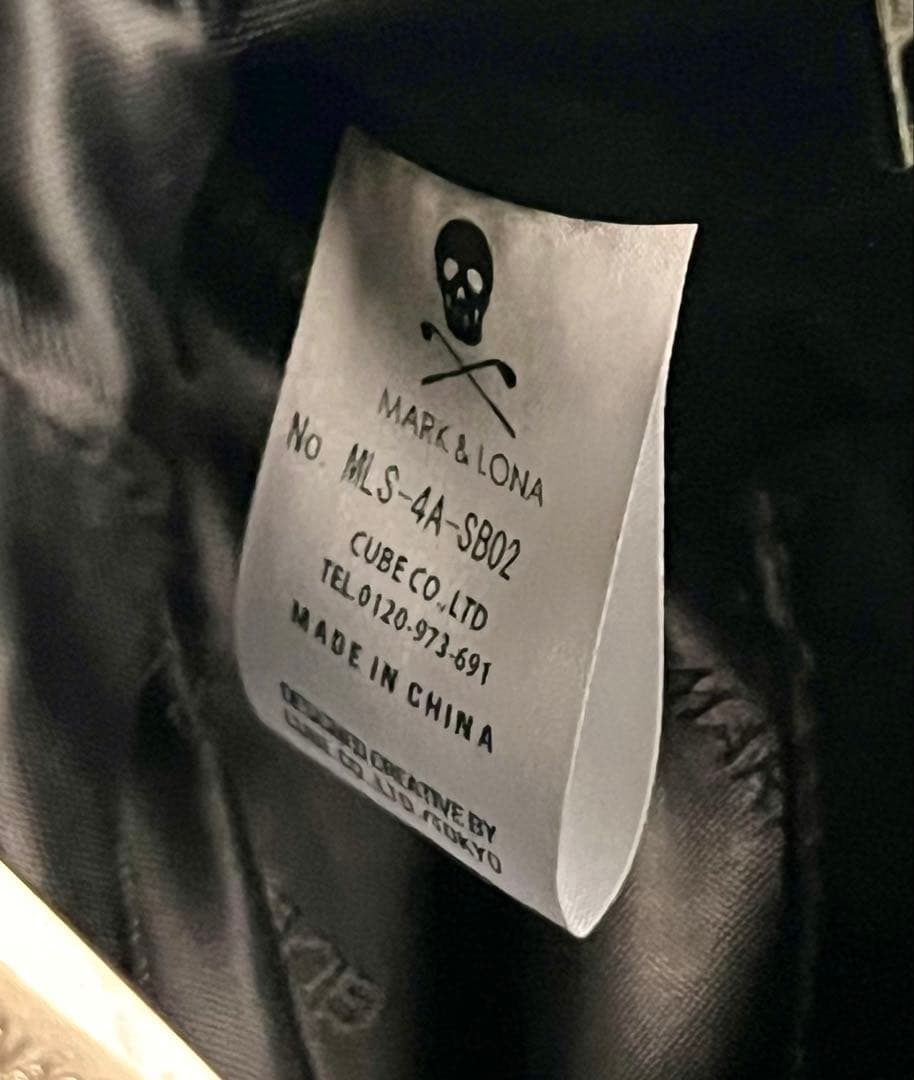 MARK & LONA
No. MLS-4A-SB02
CUBE CO.,LTD
TEL.0120-973-691
MADE IN CHINA
DESIGNED CREATIVE BY
CUBE CO.,LTD./TOKYO